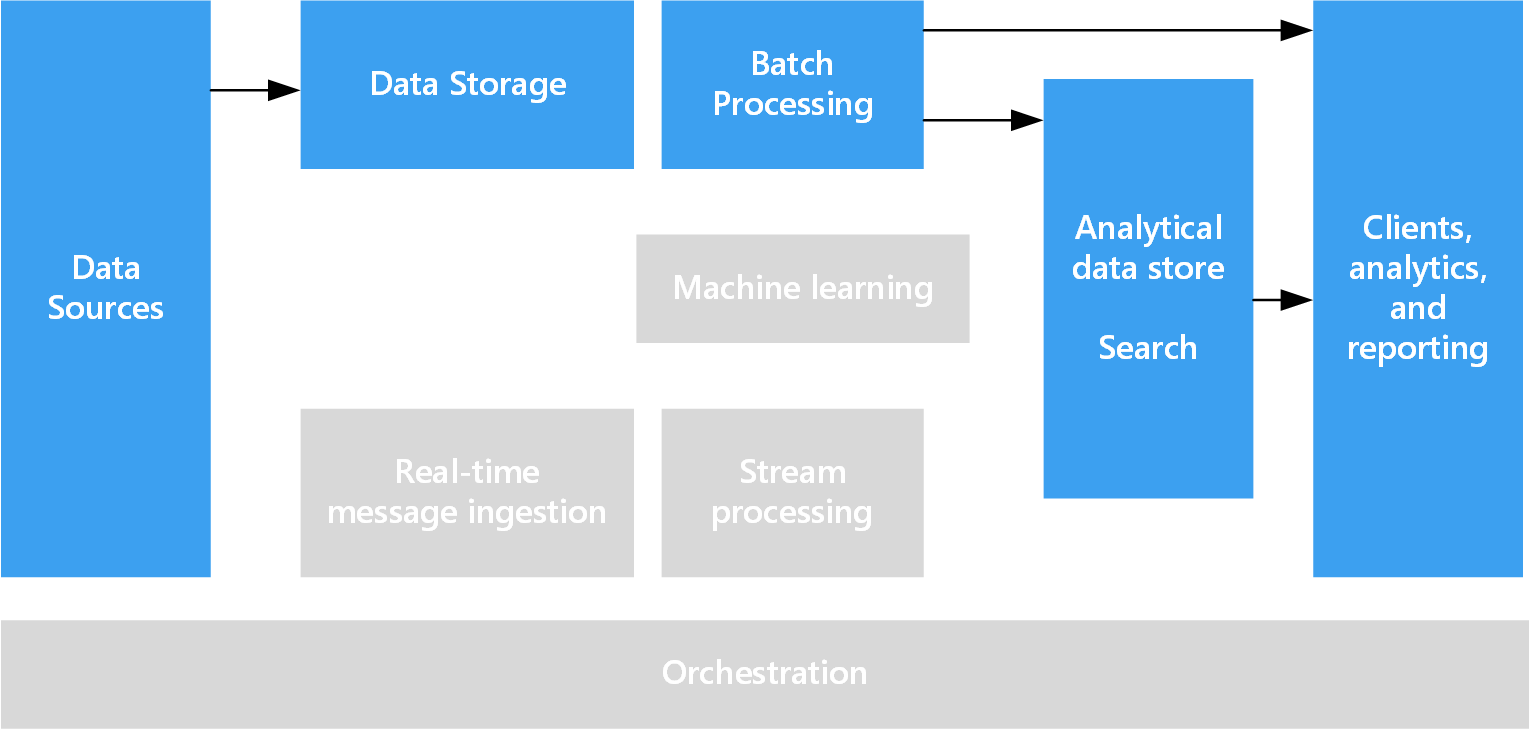 Data
Sources
Data Storage
Batch
Processing
Machine learning
Real-time
message ingestion
Stream
processing
Analytical
data store
Search
Clients,
analytics,
and
reporting
Orchestration